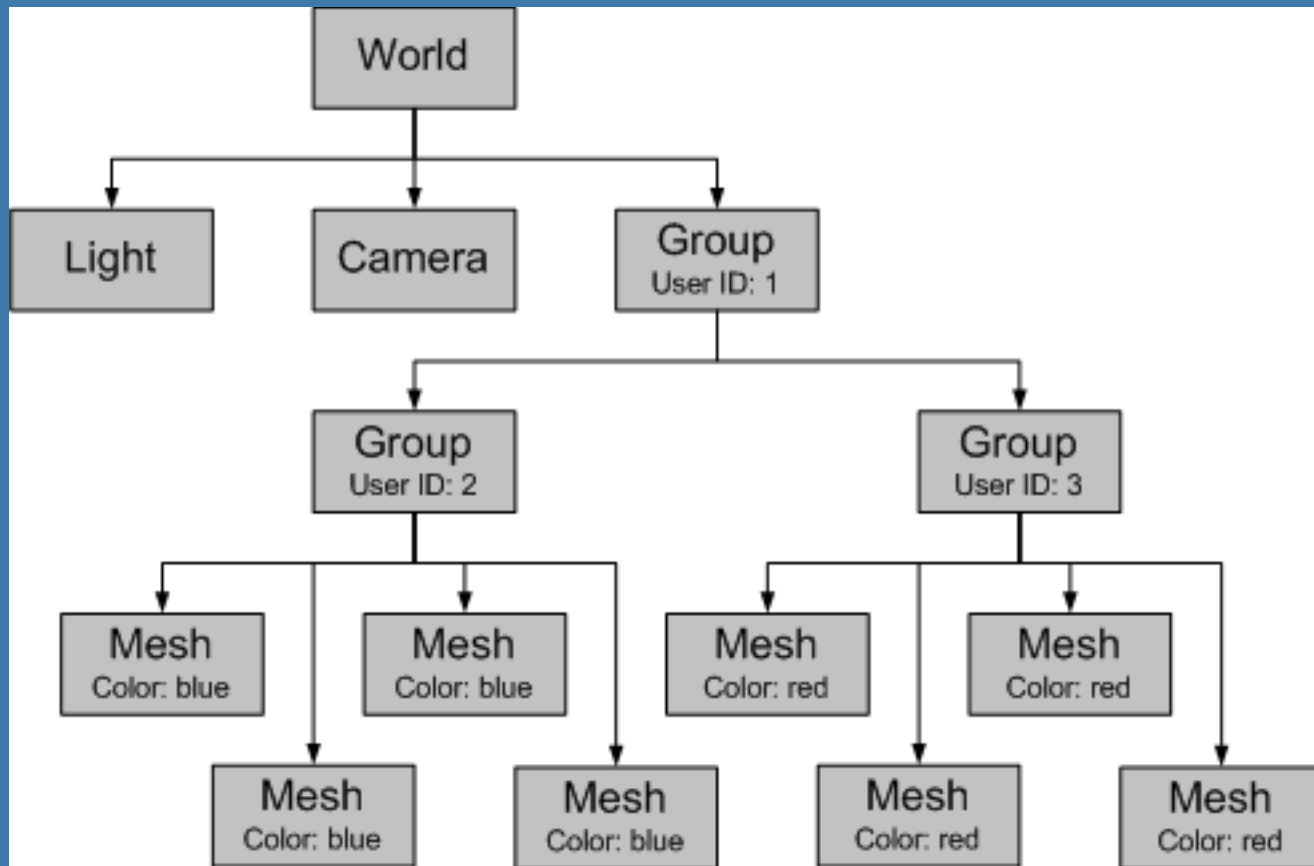 World
Light
Camera
Group
User ID: 1
Group
User ID: 2
Group
User ID: 3
Mesh
Color: blue
Mesh
Color: blue
Mesh
Color: red
Mesh
Color: red
Mesh
Color: blue
Mesh
Color: blue
Mesh
Color: red
Mesh
Color: red